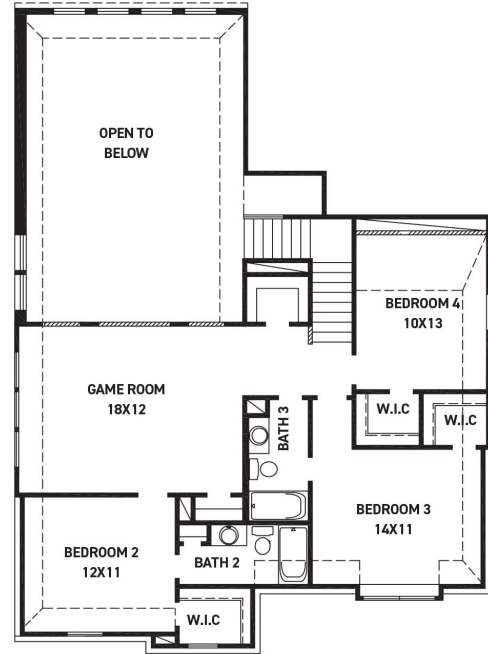 OPEN TO
BELOW
BEDROOM 4
10X13
GAME ROOM
18X12
W.I.C
W.I.C
BATH 3
BEDROOM 3
14X11
BEDROOM 2
12X11
BATH 2
W.I.C